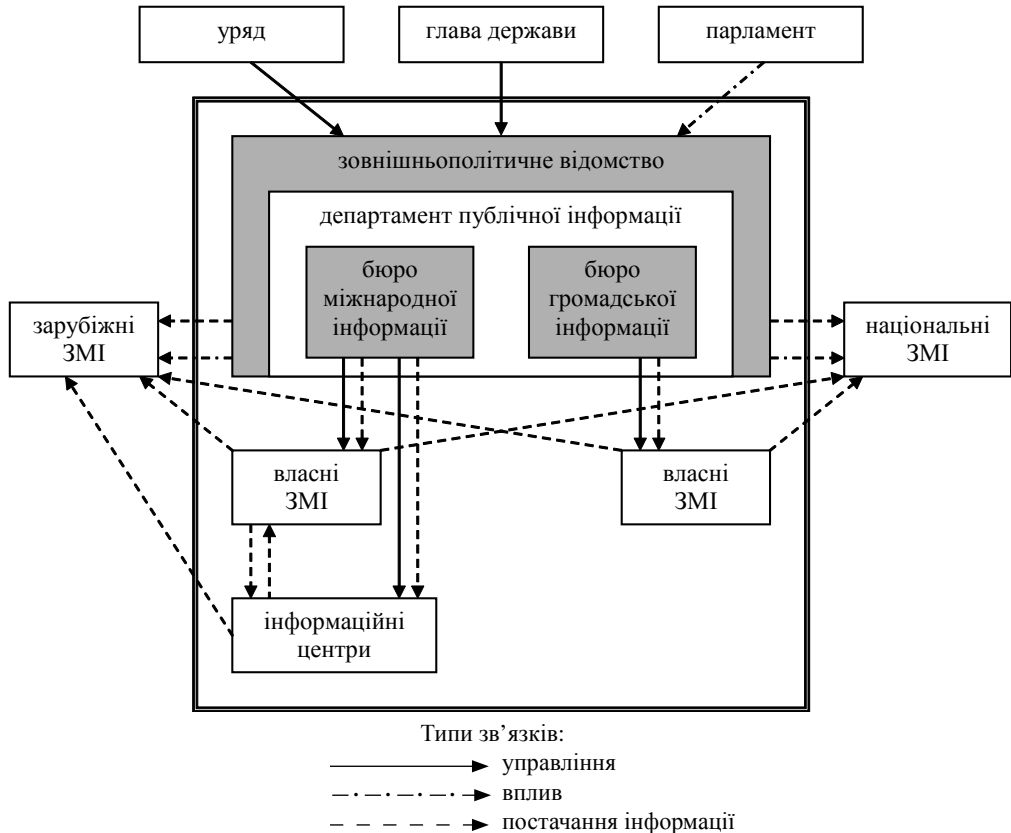 уряд
глава держави
парламент
зовнішньополітичне відомство
департамент публічної інформації
бюро
міжнародної
інформації
бюро
громадської
інформації
зарубіжні
ЗМІ
національні
ЗМІ
власні
ЗМІ
власні
ЗМІ
інформаційні
центри
Типи зв’язків:
управління
вплив
постачання інформації